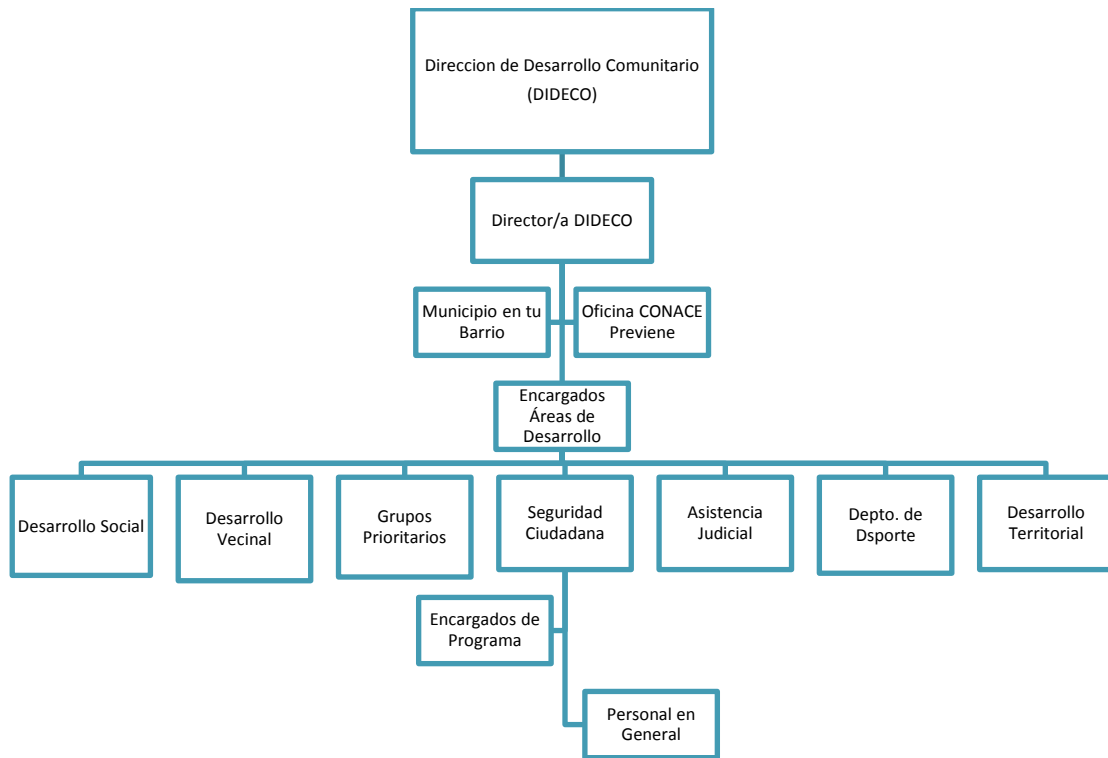 Direccion de Desarrollo Comunitario
(DIDECO)
Director/a DIDECO
Municipio en tu
Barrio
Oficina CONACE
Previene
Encargados
Áreas de
Desarrollo
Desarrollo Social
Desarrollo
Vecinal
Grupos
Prioritarios
Seguridad
Ciudadana
Asistencia
Judicial
Depto. de
Dsporte
Desarrollo
Territorial
Encargados de
Programa
Personal en
General